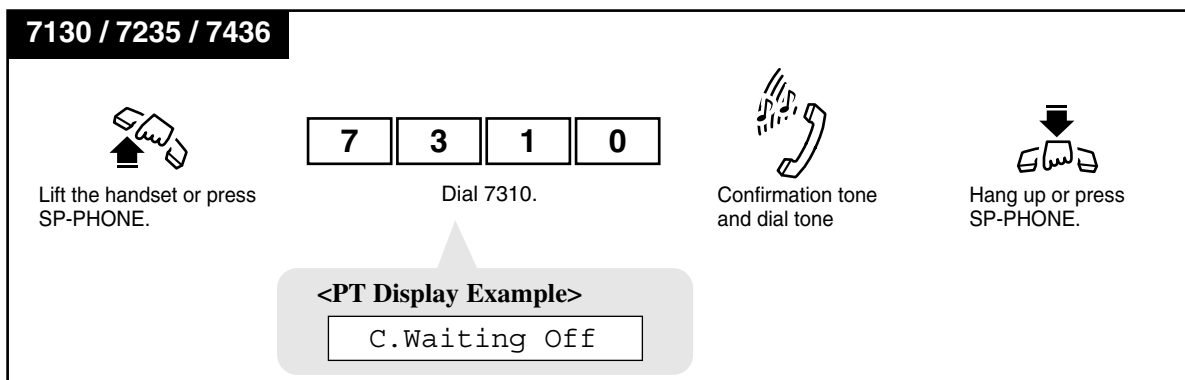 7130 / 7235 / 7436
7 3 1 0
Lift the handset or press
SP-PHONE.
Dial 7310.
Confirmation tone
and dial tone
Hang up or press
SP-PHONE.
<PT Display Example>
C.Waiting Off